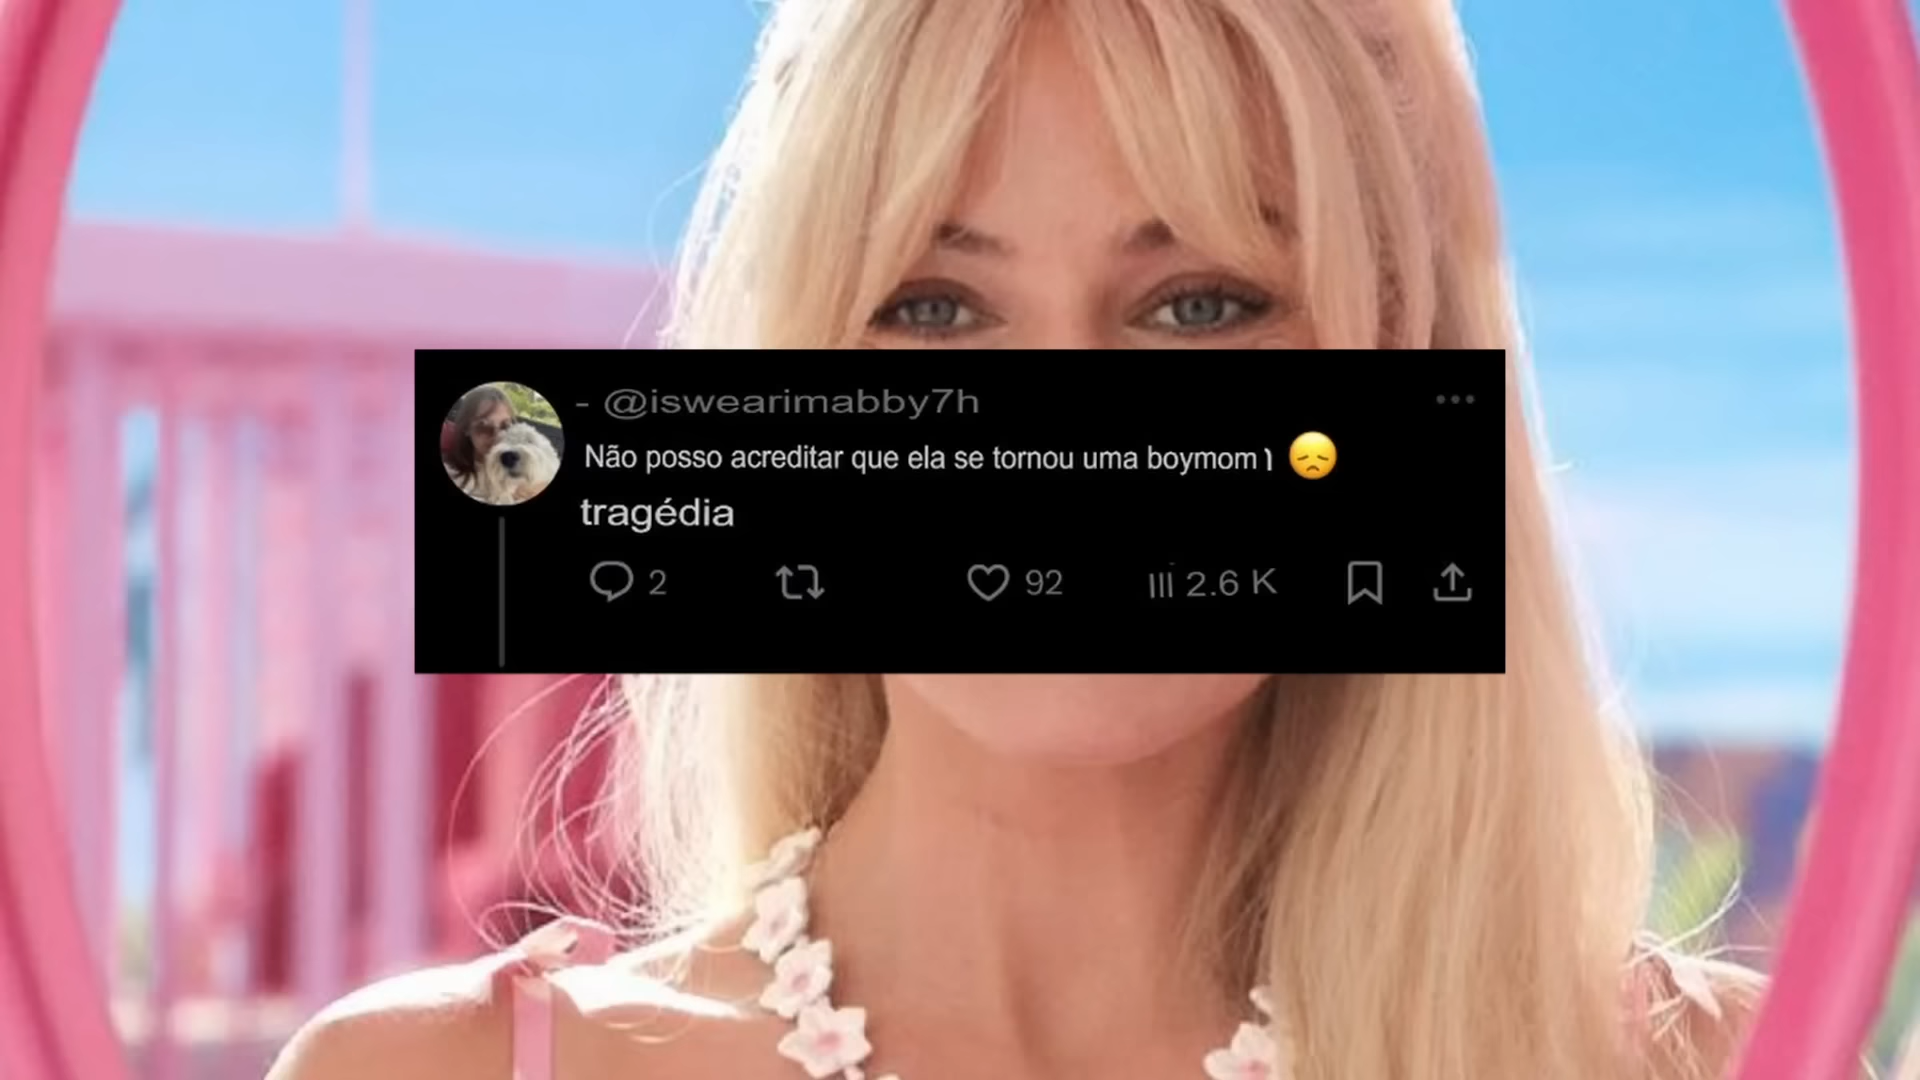 - @iswearimabby7h
Não posso acreditar que ela se tornou uma boymom 😞
tragédia
2 92 2.6 K